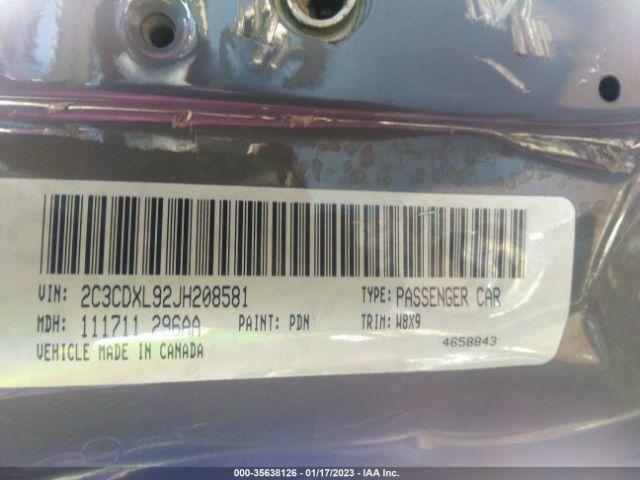 VIN: 2C3CDXL92JH208581 TYPE: PASSENGER CAR
MDH: 111711 296AA PAINT: PDN TRIM: W8X9
VEHICLE MADE IN CANADA 4658843
000-35638126 - 01/17/2023 - IAA Inc.